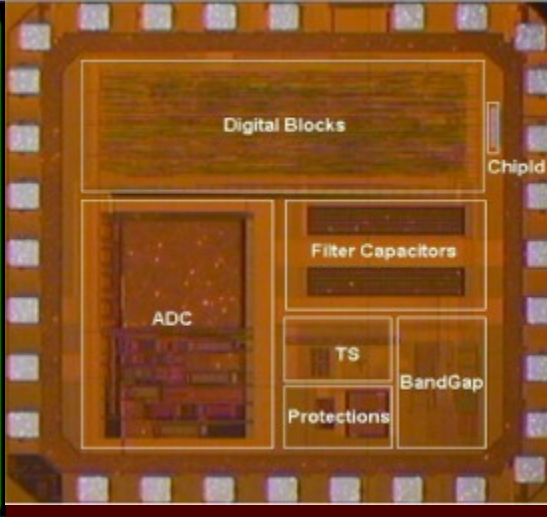 Digital Blocks
ChipId
Filter Capacitors
ADC
TS
BandGap
Protections